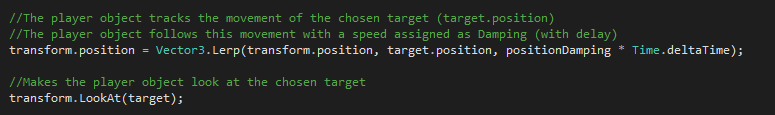 //The player object tracks the movement of the chosen target (target.position)
//The player object follows this movement with a speed assigned as Damping (with delay)
transform.position = Vector3.Lerp(transform.position, target.position, positionDamping * Time.deltaTime);
//Makes the player object look at the chosen target
transform.LookAt(target);